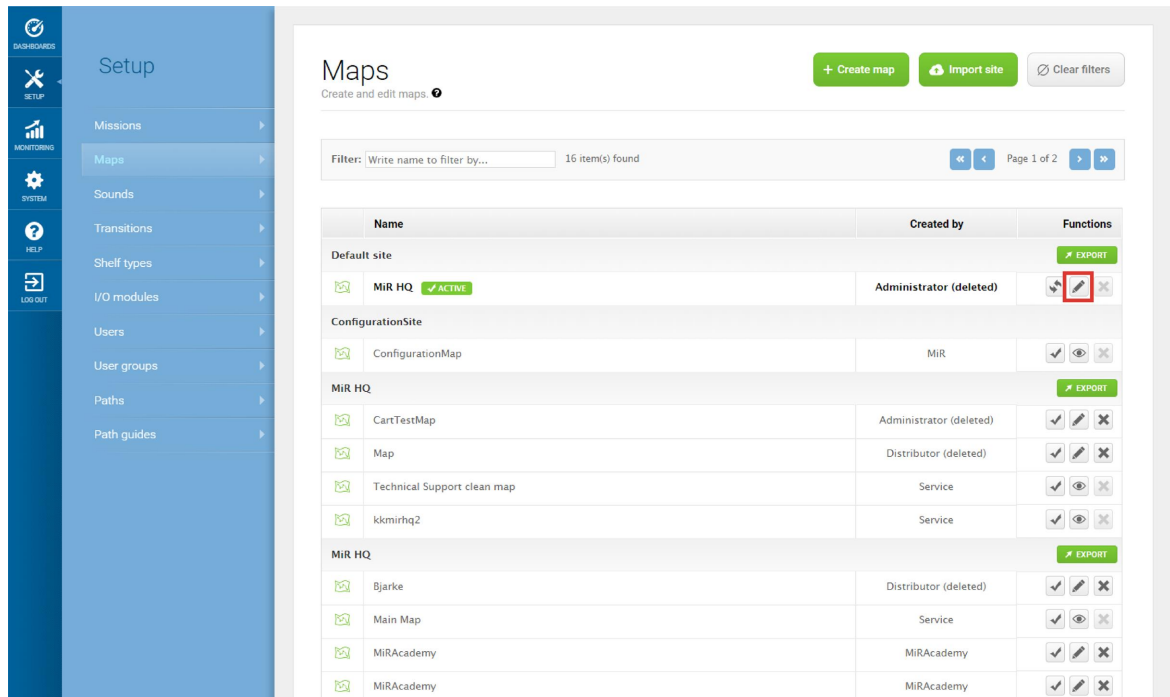 DASHBOARDS
SETUP
MONITORING
SYSTEM
HELP
LOG OUT
Setup
Missions
Maps
Sounds
Transitions
Shelf types
I/O modules
Users
User groups
Paths
Path guides
Maps
Create and edit maps. ?
+ Create map
Import site
Clear filters
Filter: Write name to filter by... 16 item(s) found « ‹ Page 1 of 2 › »
Name Created by Functions
Default site EXPORT
MiR HQ ACTIVE Administrator (deleted)
ConfigurationSite
ConfigurationMap MiR
MiR HQ EXPORT
CartTestMap Administrator (deleted)
Map Distributor (deleted)
Technical Support clean map Service
kkmirhq2 Service
MiR HQ EXPORT
Bjarke Distributor (deleted)
Main Map Service
MiRAcademy MiRAcademy
MiRAcademy MiRAcademy